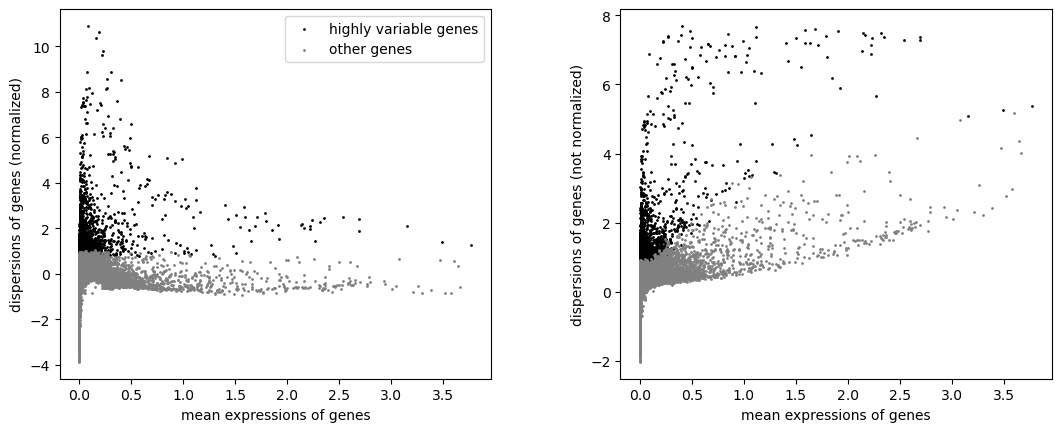 highly variable genes
other genes
dispersions of genes (normalized)
10
8
6
4
2
0
−2
−4
0.0 0.5 1.0 1.5 2.0 2.5 3.0 3.5
mean expressions of genes
dispersions of genes (not normalized)
8
6
4
2
0
−2
0.0 0.5 1.0 1.5 2.0 2.5 3.0 3.5
mean expressions of genes